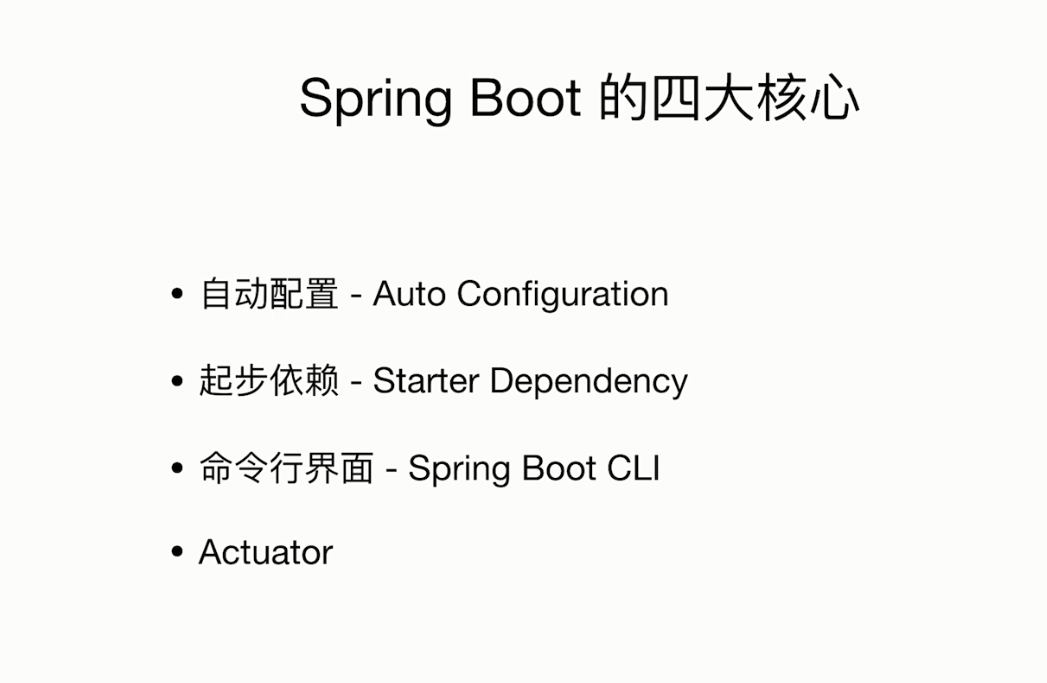 Spring Boot 的四大核心
• 自动配置 - Auto Configuration
• 起步依赖 - Starter Dependency
• 命令行界面 - Spring Boot CLI
• Actuator